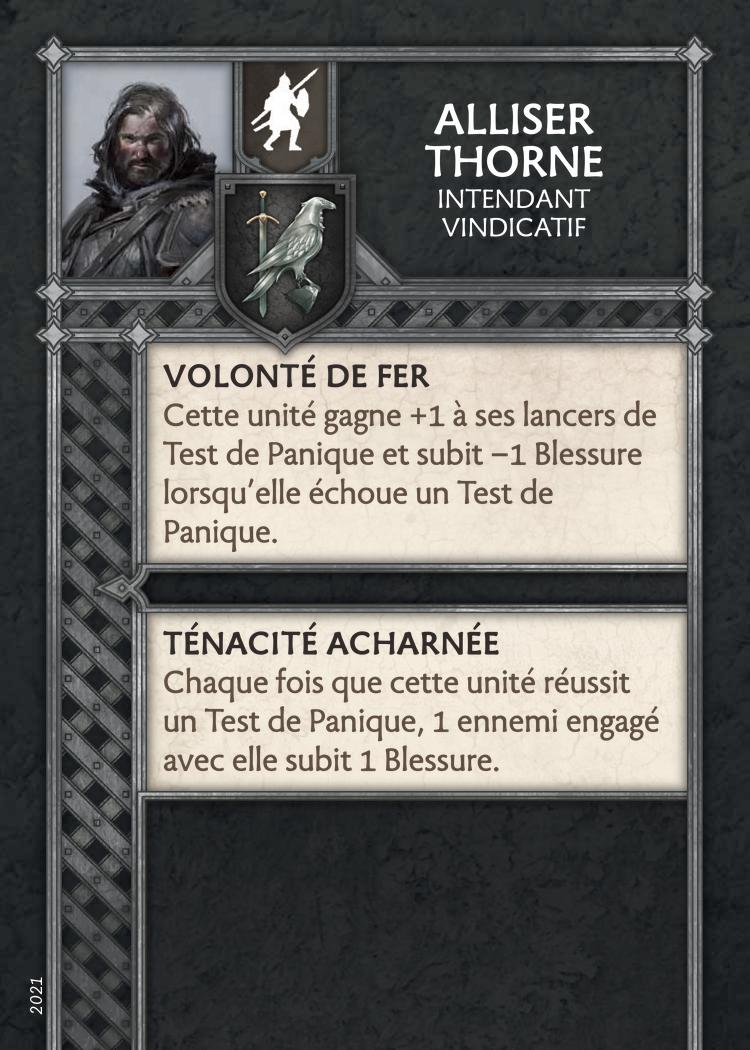 ALLISER
THORNE
INTENDANT
VINDICATIF
VOLONTÉ DE FER
Cette unité gagne +1 à ses lancers de
Test de Panique et subit −1 Blessure
lorsqu'elle échoue un Test de
Panique.
TÉNACITÉ ACHARNÉE
Chaque fois que cette unité réussit
un Test de Panique, 1 ennemi engagé
avec elle subit 1 Blessure.
2021